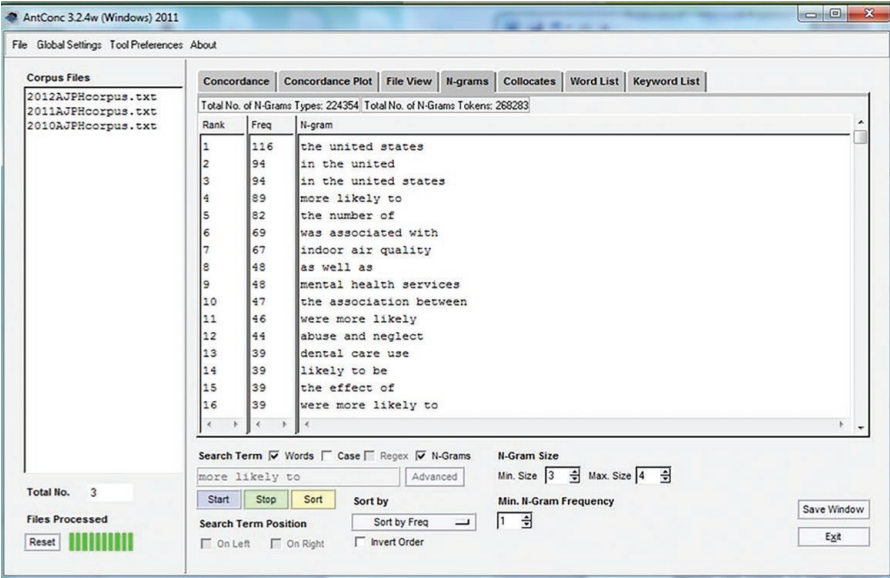 AntConc 3.2.4w (Windows) 2011
File Global Settings Tool Preferences About
Corpus Files
2012AJPHcorpus.txt
2011AJPHcorpus.txt
2010AJPHcorpus.txt
Concordance Concordance Plot File View N-grams Collocates Word List Keyword List
Total No. of N-Grams Types: 224354 Total No. of N-Grams Tokens: 268283
Rank Freq N-gram
1 116 the united states
2 94 in the united
3 94 in the united states
4 89 more likely to
5 82 the number of
6 69 was associated with
7 67 indoor air quality
8 48 as well as
9 48 mental health services
10 47 the association between
11 46 were more likely
12 44 abuse and neglect
13 39 dental care use
14 39 likely to be
15 39 the effect of
16 39 were more likely to
Search Term Words Case Regex N-Grams N-Gram Size
more likely to Advanced Min. Size 3 Max. Size 4
Start Stop Sort Sort by Min. N-Gram Frequency
Search Term Position Sort by Freq 1
On Left On Right Invert Order
Total No. 3
Files Processed
Reset
Save Window
Exit